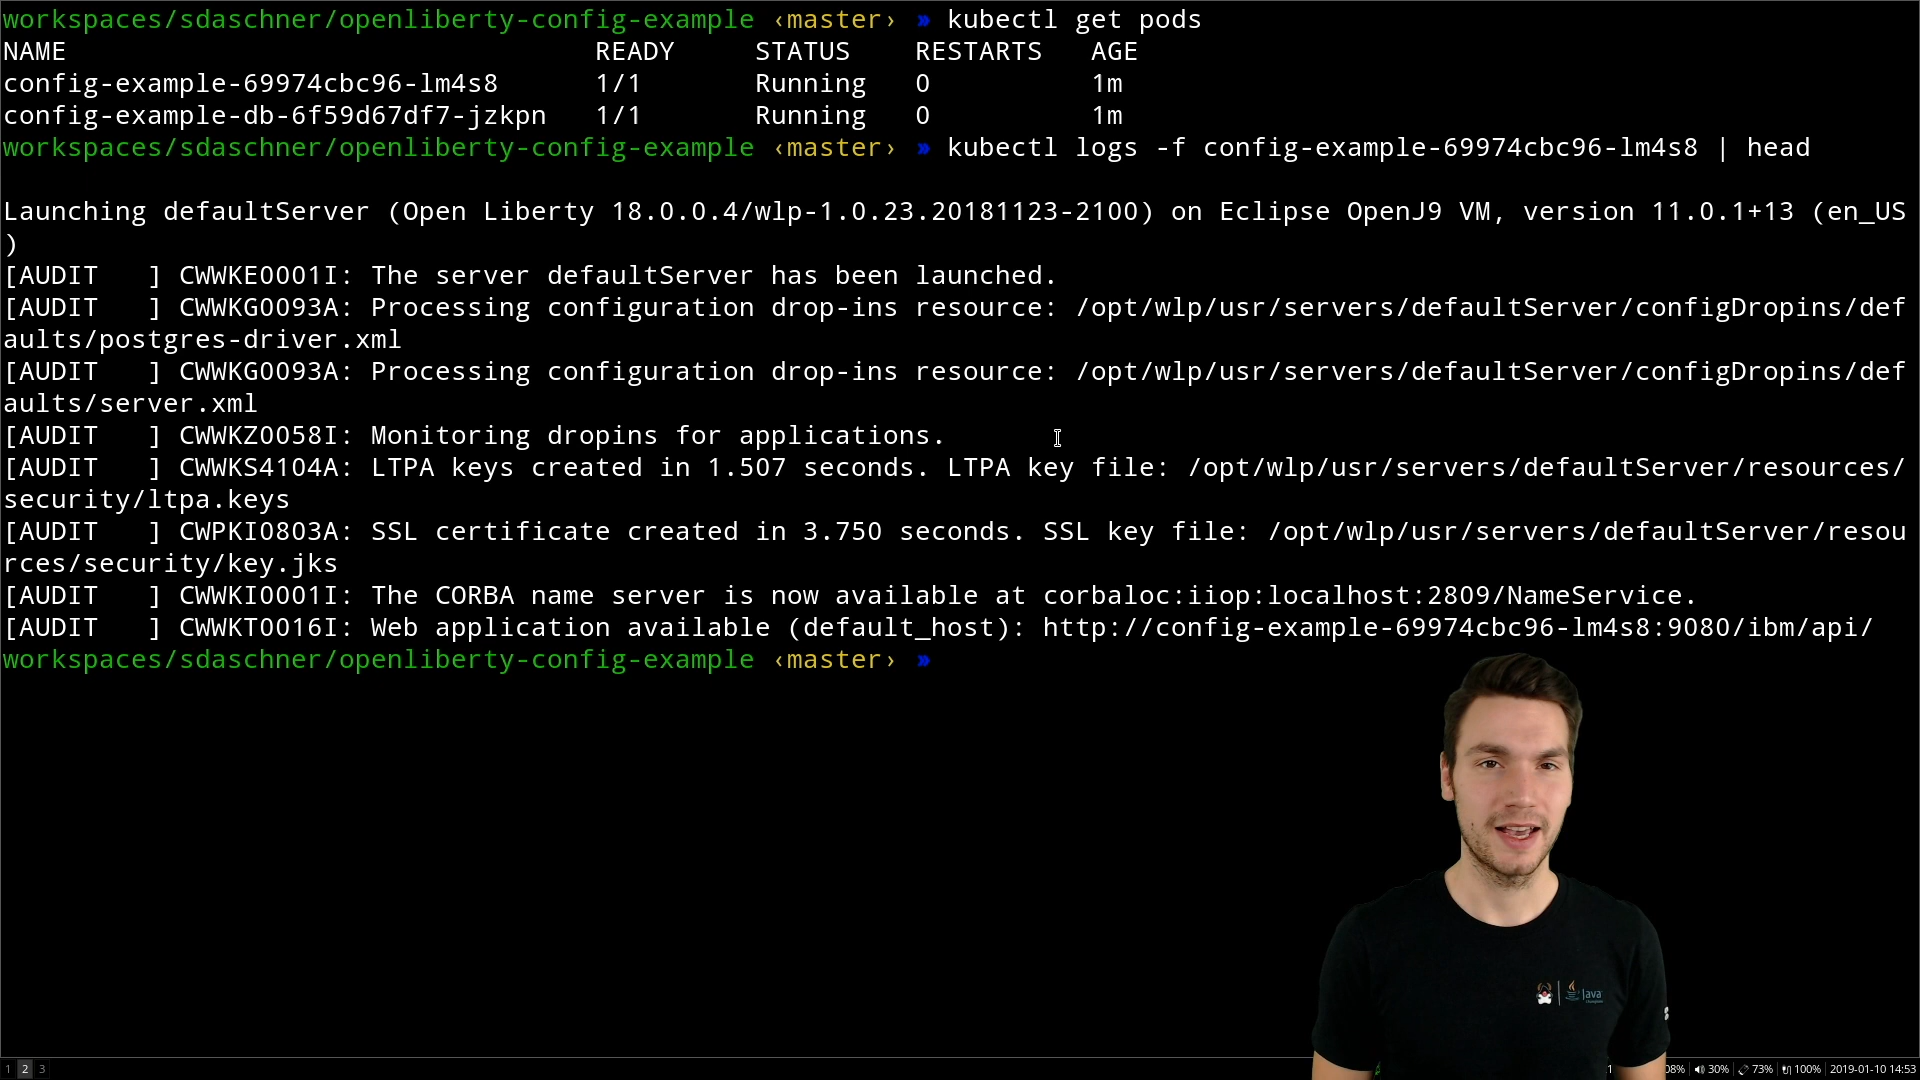 workspaces/sdaschner/openliberty-config-example ‹master› » kubectl get pods
NAME READY STATUS RESTARTS AGE
config-example-69974cbc96-lm4s8 1/1 Running 0 1m
config-example-db-6f59d67df7-jzkpn 1/1 Running 0 1m
workspaces/sdaschner/openliberty-config-example ‹master› » kubectl logs -f config-example-69974cbc96-lm4s8 | head
Launching defaultServer (Open Liberty 18.0.0.4/wlp-1.0.23.20181123-2100) on Eclipse OpenJ9 VM, version 11.0.1+13 (en_US
)
[AUDIT   ] CWWKE0001I: The server defaultServer has been launched.
[AUDIT   ] CWWKG0093A: Processing configuration drop-ins resource: /opt/wlp/usr/servers/defaultServer/configDropins/def
aults/postgres-driver.xml
[AUDIT   ] CWWKG0093A: Processing configuration drop-ins resource: /opt/wlp/usr/servers/defaultServer/configDropins/def
aults/server.xml
[AUDIT   ] CWWKZ0058I: Monitoring dropins for applications.
[AUDIT   ] CWWKS4104A: LTPA keys created in 1.507 seconds. LTPA key file: /opt/wlp/usr/servers/defaultServer/resources/
security/ltpa.keys
[AUDIT   ] CWPKI0803A: SSL certificate created in 3.750 seconds. SSL key file: /opt/wlp/usr/servers/defaultServer/resou
rces/security/key.jks
[AUDIT   ] CWWKI0001I: The CORBA name server is now available at corbaloc:iiop:localhost:2809/NameService.
[AUDIT   ] CWWKT0016I: Web application available (default_host): http://config-example-69974cbc96-lm4s8:9080/ibm/api/
workspaces/sdaschner/openliberty-config-example ‹master› »
Java
1 2 3
08% 30% 73% 100% 2019-01-10 14:53